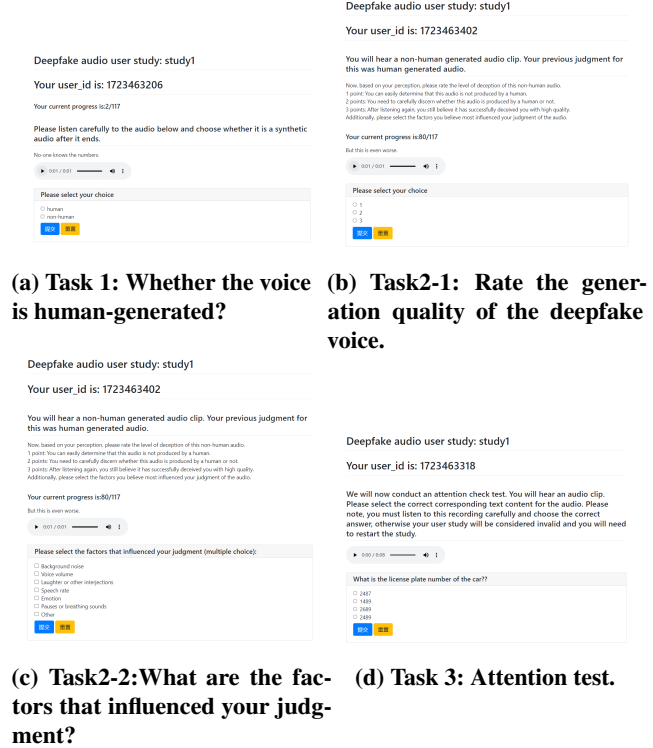 Deepfake audio user study: study1
Your user_id is: 1723463206
Your current progress is:2/117
Please listen carefully to the audio below and choose whether it is a synthetic
audio after it ends.
No one knows the numbers.
0:01 / 0:01
Please select your choice
human
non-human
提交 重置
(a) Task 1: Whether the voice
is human-generated?
Deepfake audio user study: study1
Your user_id is: 1723463402
You will hear a non-human generated audio clip. Your previous judgment for
this was human generated audio.
Now, based on your perception, please rate the level of deception of this non-human audio.
1 point: You can easily determine that this audio is not produced by a human.
2 points: You need to carefully discern whether this audio is produced by a human or not.
3 points: After listening again, you still believe it has successfully deceived you with high quality.
Additionally, please select the factors you believe most influenced your judgment of the audio.
Your current progress is:80/117
But this is even worse.
0:01 / 0:01
Please select your choice
1
2
3
提交 重置
(b) Task2-1: Rate the gener-
ation quality of the deepfake
voice.
Deepfake audio user study: study1
Your user_id is: 1723463402
You will hear a non-human generated audio clip. Your previous judgment for
this was human generated audio.
Now, based on your perception, please rate the level of deception of this non-human audio.
1 point: You can easily determine that this audio is not produced by a human.
2 points: You need to carefully discern whether this audio is produced by a human or not.
3 points: After listening again, you still believe it has successfully deceived you with high quality.
Additionally, please select the factors you believe most influenced your judgment of the audio.
Your current progress is:80/117
But this is even worse.
0:01 / 0:01
Please select the factors that influenced your judgment (multiple choice):
Background noise
Voice volume
Laughter or other interjections
Speech rate
Emotion
Pauses or breathing sounds
Other
提交 重置
(c) Task2-2:What are the fac-
tors that influenced your judg-
ment?
Deepfake audio user study: study1
Your user_id is: 1723463318
We will now conduct an attention check test. You will hear an audio clip.
Please select the correct corresponding text content for the audio. Please
note, you must listen to this recording carefully and choose the correct
answer, otherwise your user study will be considered invalid and you will need
to restart the study.
0:00 / 0:08
What is the license plate number of the car??
2487
1489
2689
2489
提交 重置
(d) Task 3: Attention test.